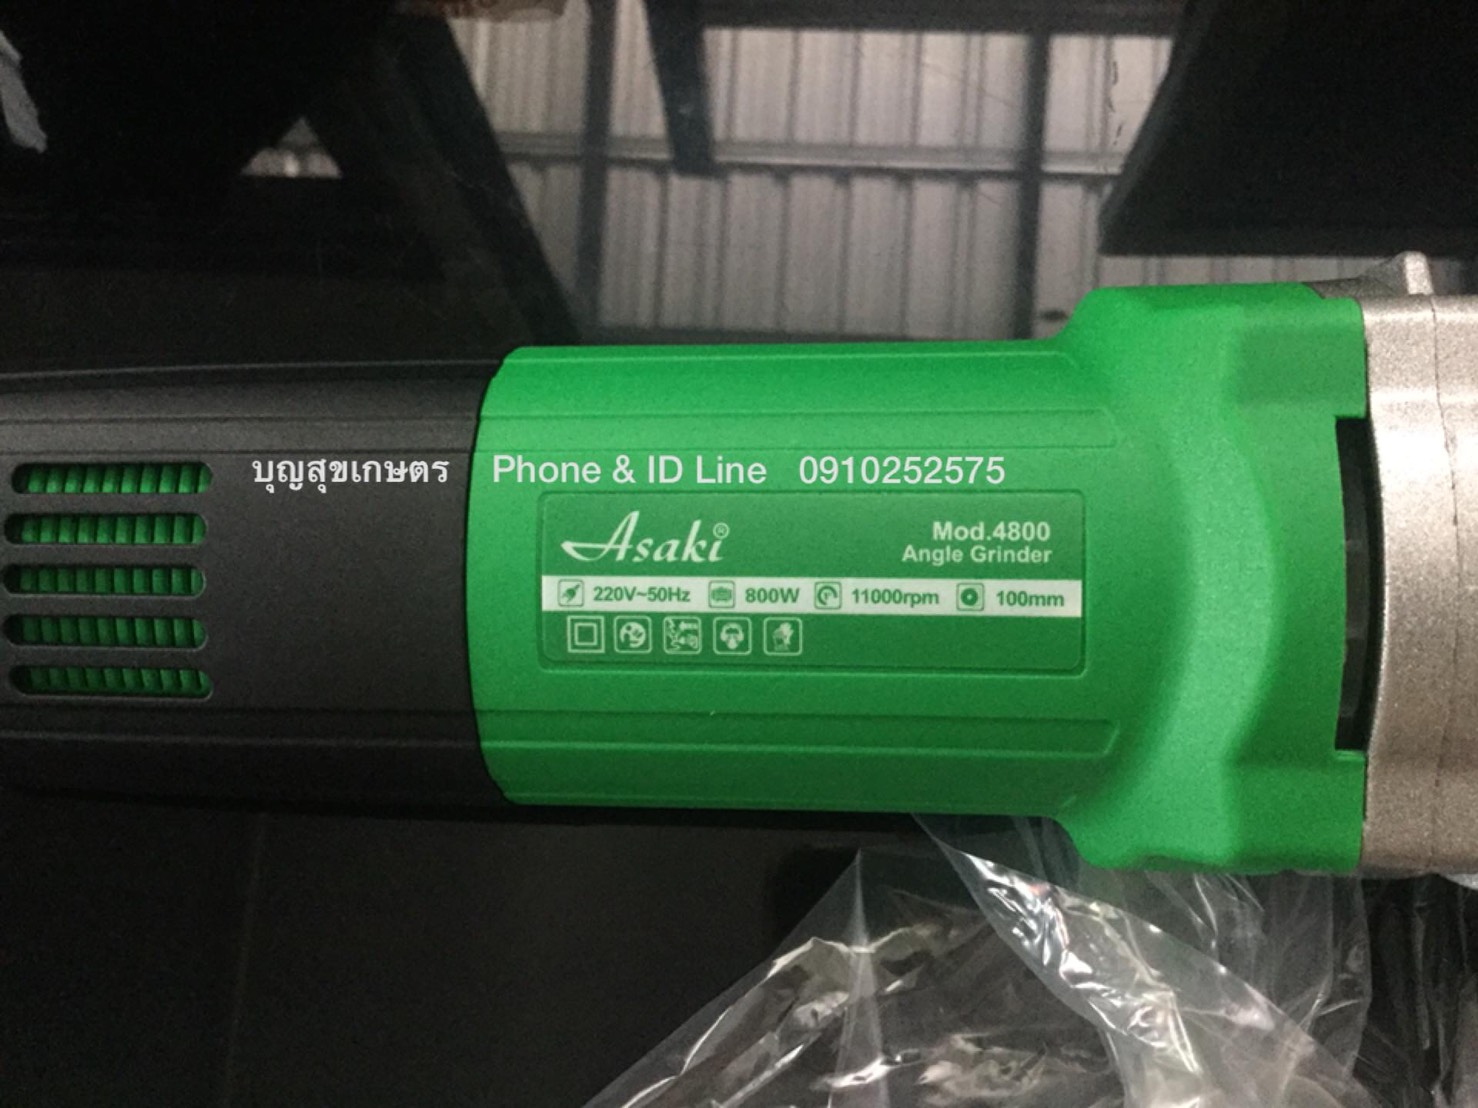 บุญสุขเกษตร Phone & ID Line 0910252575
Asaki®
Mod.4800
Angle Grinder
220V~50Hz 800W 11000rpm 100mm